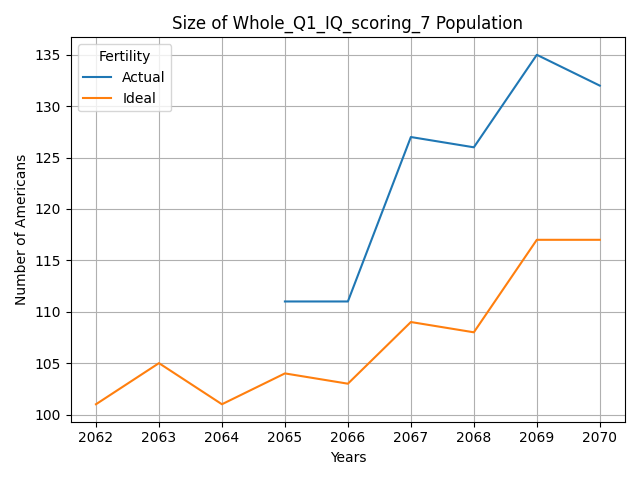 Size of Whole_Q1_IQ_scoring_7 Population
Fertility
Actual
Ideal
135
130
125
120
115
110
105
100
Number of Americans
2062 2063 2064 2065 2066 2067 2068 2069 2070
Years